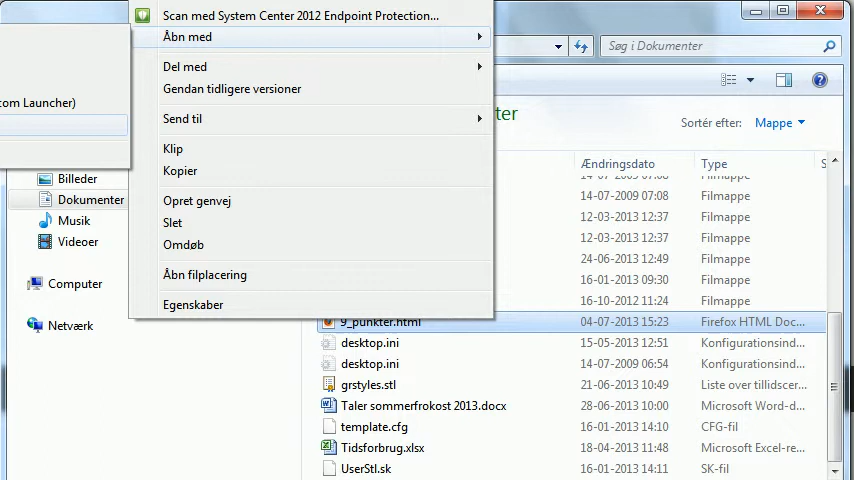 Scan med System Center 2012 Endpoint Protection...
Åbn med
Del med
Gendan tidligere versioner
Send til
Klip
Kopier
Opret genvej
Slet
Omdøb
Åbn filplacering
Egenskaber
com Launcher)
Billeder
Dokumenter
Musik
Videoer
Computer
Netværk
Søg i Dokumenter
ter
Sortér efter: Mappe
Ændringsdato Type S
14-07-2009 07:08 Filmappe
14-07-2009 07:08 Filmappe
12-03-2013 12:37 Filmappe
12-03-2013 12:37 Filmappe
24-06-2013 12:49 Filmappe
16-01-2013 09:30 Filmappe
16-10-2012 11:24 Filmappe
9_punkter.html 04-07-2013 15:23 Firefox HTML Doc...
desktop.ini 15-05-2013 12:51 Konfigurationsind...
desktop.ini 14-07-2009 06:54 Konfigurationsind...
grstyles.stl 21-06-2013 10:49 Liste over tillidscer...
Taler sommerfrokost 2013.docx 28-06-2013 10:00 Microsoft Word-d...
template.cfg 16-01-2013 14:10 CFG-fil
Tidsforbrug.xlsx 18-04-2013 11:48 Microsoft Excel-re...
UserStl.sk 16-01-2013 14:11 SK-fil